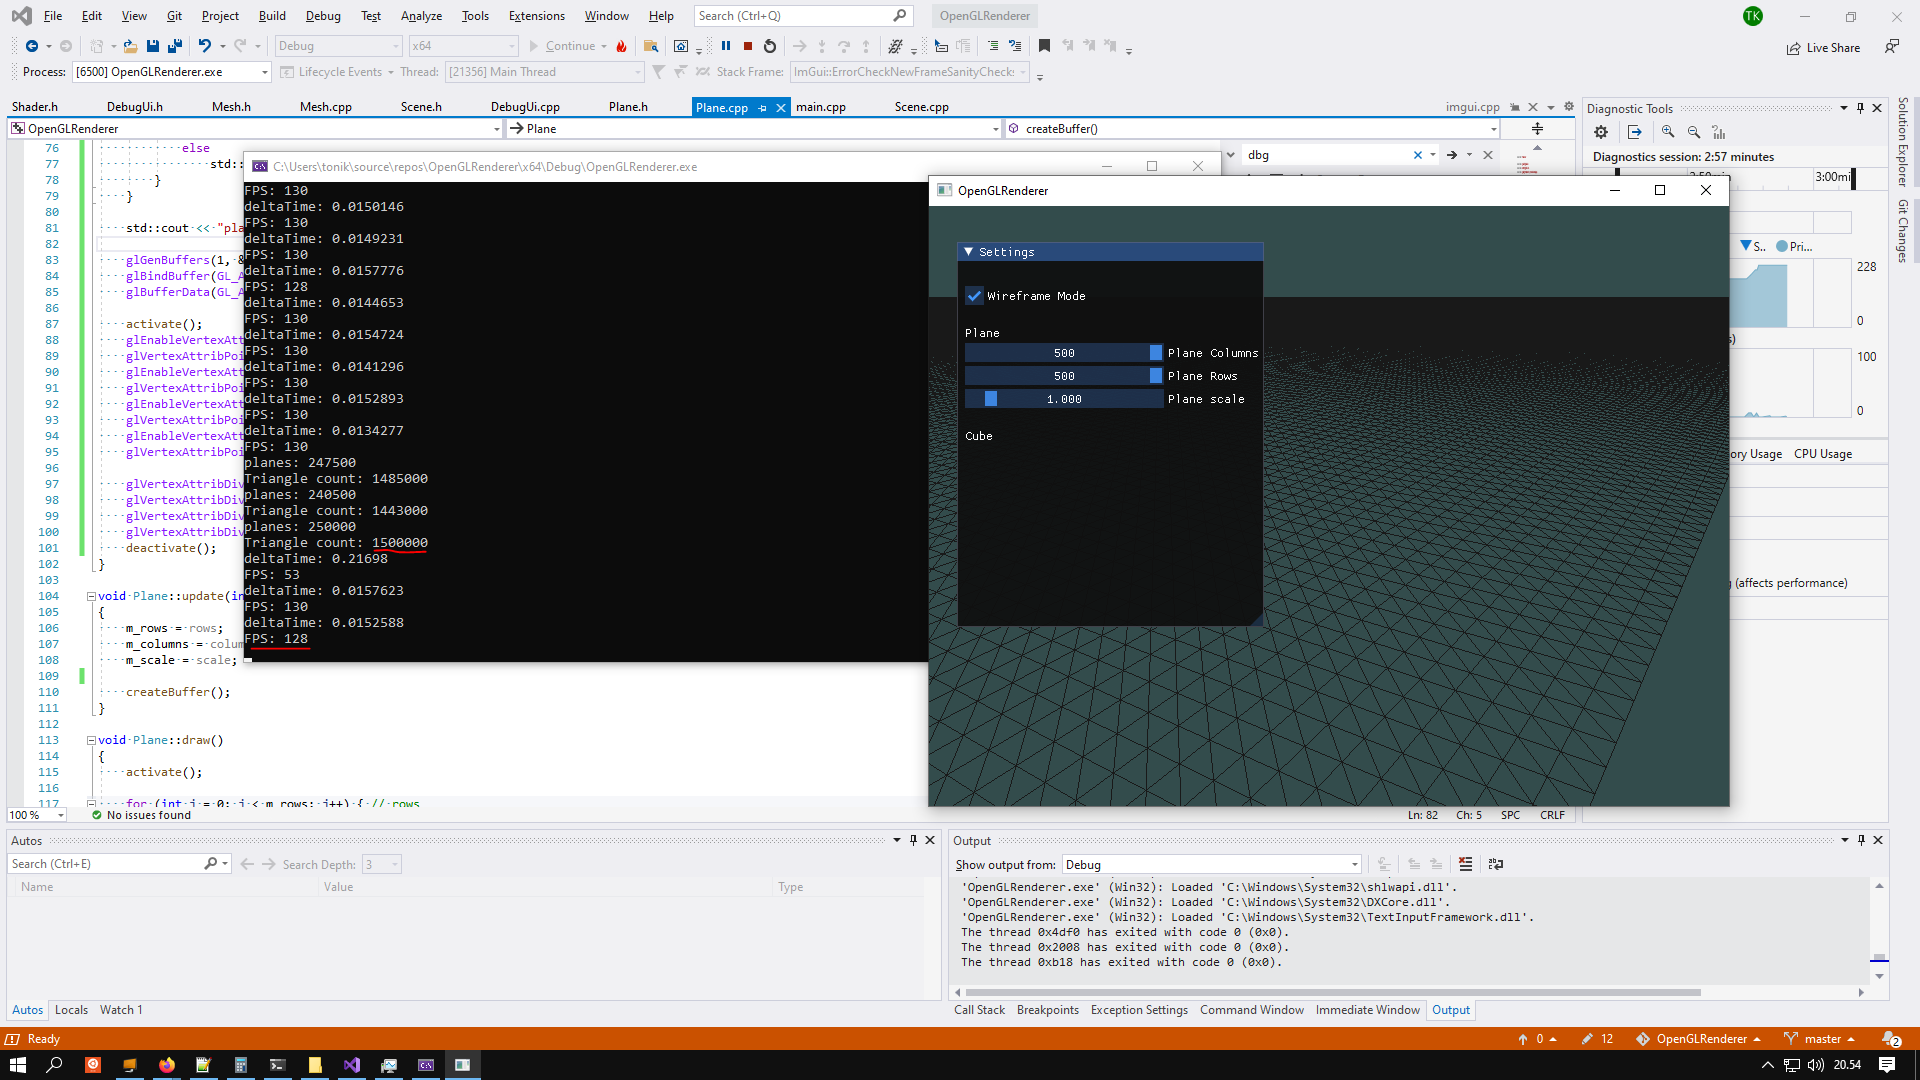 File Edit View Git Project Build Debug Test Analyze Tools Extensions Window Help Search (Ctrl+Q) OpenGLRenderer TK
Debug x64 Continue Live Share
Process: [6500] OpenGLRenderer.exe Lifecycle Events Thread: [21356] Main Thread Stack Frame: ImGui::ErrorCheckNewFrameSanityChecks
Shader.h DebugUi.h Mesh.h Mesh.cpp Scene.h DebugUi.cpp Plane.h Plane.cpp main.cpp Scene.cpp imgui.cpp
OpenGLRenderer Plane createBuffer()
76 else
77 std::
78 }
79 }
80
81 std::cout << "pla
82
83 glGenBuffers(1, &
84 glBindBuffer(GL_A
85 glBufferData(GL_A
86
87 activate();
88 glEnableVertexAtt
89 glVertexAttribPoi
90 glEnableVertexAtt
91 glVertexAttribPoi
92 glEnableVertexAtt
93 glVertexAttribPoi
94 glEnableVertexAtt
95 glVertexAttribPoi
96
97 glVertexAttribDiv
98 glVertexAttribDiv
99 glVertexAttribDiv
100 glVertexAttribDiv
101 deactivate();
102 }
103
104 void Plane::update(in
105 {
106 m_rows = rows;
107 m_columns = colum
108 m_scale = scale;
109
110 createBuffer();
111 }
112
113 void Plane::draw()
114 {
115 activate();
116
117 for (int i = 0; i < m_rows; i++) { // rows
100 % No issues found Ln: 82 Ch: 5 SPC CRLF
C:\Users\tonik\source\repos\OpenGLRenderer\x64\Debug\OpenGLRenderer.exe
FPS: 130
deltaTime: 0.0150146
FPS: 130
deltaTime: 0.0149231
FPS: 130
deltaTime: 0.0157776
FPS: 128
deltaTime: 0.0144653
FPS: 130
deltaTime: 0.0154724
FPS: 130
deltaTime: 0.0141296
FPS: 130
deltaTime: 0.0152893
FPS: 130
deltaTime: 0.0134277
FPS: 130
planes: 247500
Triangle count: 1485000
planes: 240500
Triangle count: 1443000
planes: 250000
Triangle count: 1500000
deltaTime: 0.21698
FPS: 53
deltaTime: 0.0157623
FPS: 130
deltaTime: 0.0152588
FPS: 128
dbg
OpenGLRenderer
Settings
Wireframe Mode
Plane
500 Plane Columns
500 Plane Rows
1.000 Plane scale
Cube
Diagnostic Tools
Diagnostics session: 2:57 minutes
3:00mi
S.. Pri...
228
0
100
0
ory Usage CPU Usage
(affects performance)
Solution Explorer
Git Changes
Autos
Search (Ctrl+E) Search Depth: 3
Name Value Type
Autos Locals Watch 1
Output
Show output from: Debug
'OpenGLRenderer.exe' (Win32): Loaded 'C:\Windows\System32\shlwapi.dll'.
'OpenGLRenderer.exe' (Win32): Loaded 'C:\Windows\System32\DXCore.dll'.
'OpenGLRenderer.exe' (Win32): Loaded 'C:\Windows\System32\TextInputFramework.dll'.
The thread 0x4df0 has exited with code 0 (0x0).
The thread 0x2008 has exited with code 0 (0x0).
The thread 0xb18 has exited with code 0 (0x0).
Call Stack Breakpoints Exception Settings Command Window Immediate Window Output
Ready 0 12 OpenGLRenderer master 2
20.54